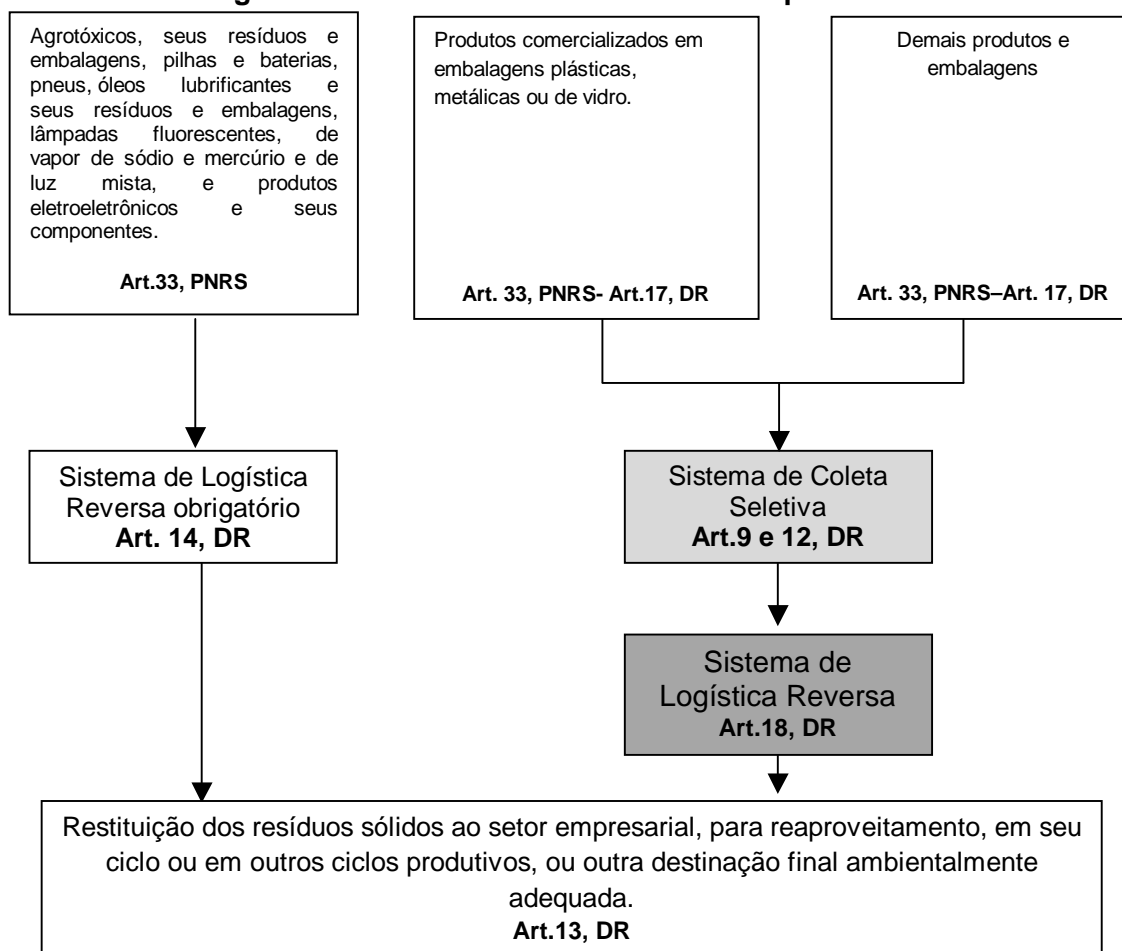 Agrotóxicos, seus resíduos e
embalagens, pilhas e baterias,
pneus, óleos lubrificantes e
seus resíduos e embalagens,
lâmpadas fluorescentes, de
vapor de sódio e mercúrio e de
luz mista, e produtos
eletroeletrônicos e seus
componentes.
Art.33, PNRS
Produtos comercializados em
embalagens plásticas,
metálicas ou de vidro.
Art. 33, PNRS- Art.17, DR
Demais produtos e
embalagens
Art. 33, PNRS–Art. 17, DR
Sistema de Logística
Reversa obrigatório
Art. 14, DR
Sistema de Coleta
Seletiva
Art.9 e 12, DR
Sistema de
Logística Reversa
Art.18, DR
Restituição dos resíduos sólidos ao setor empresarial, para reaproveitamento, em seu
ciclo ou em outros ciclos produtivos, ou outra destinação final ambientalmente
adequada.
Art.13, DR